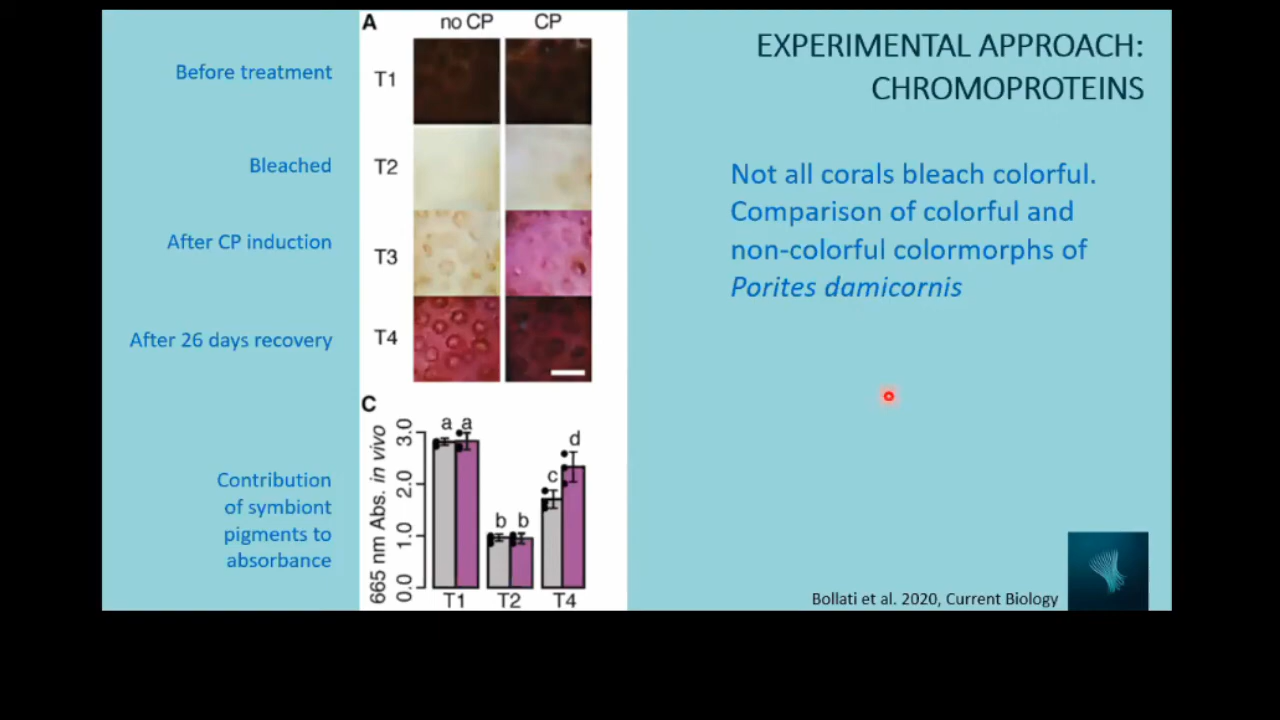 EXPERIMENTAL APPROACH:
CHROMOPROTEINS
A
no CP CP
Before treatment
T1
Bleached
T2
After CP induction
T3
After 26 days recovery
T4
Not all corals bleach colorful.
Comparison of colorful and
non-colorful colormorphs of
Porites damicornis
C
Contribution
of symbiont
pigments to
absorbance
665 nm Abs. in vivo
3.0
2.0
1.0
0.0
a a
b b
c d
T1 T2 T4
Bollati et al. 2020, Current Biology